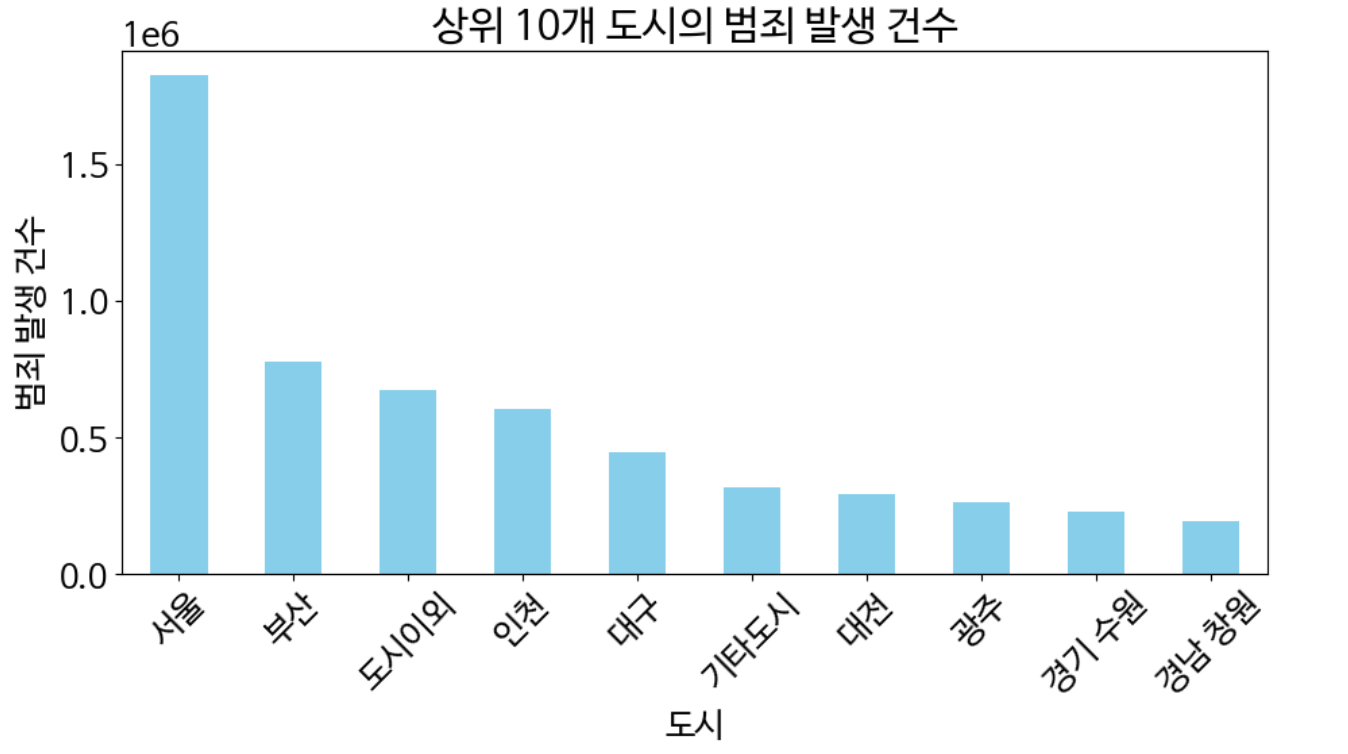 상위 10개 도시의 범죄 발생 건수
1e6
범죄 발생 건수
1.5
1.0
0.5
0.0
서울
부산
도시이외
인천
대구
기타도시
대전
광주
경기 수원
경남 창원
도시